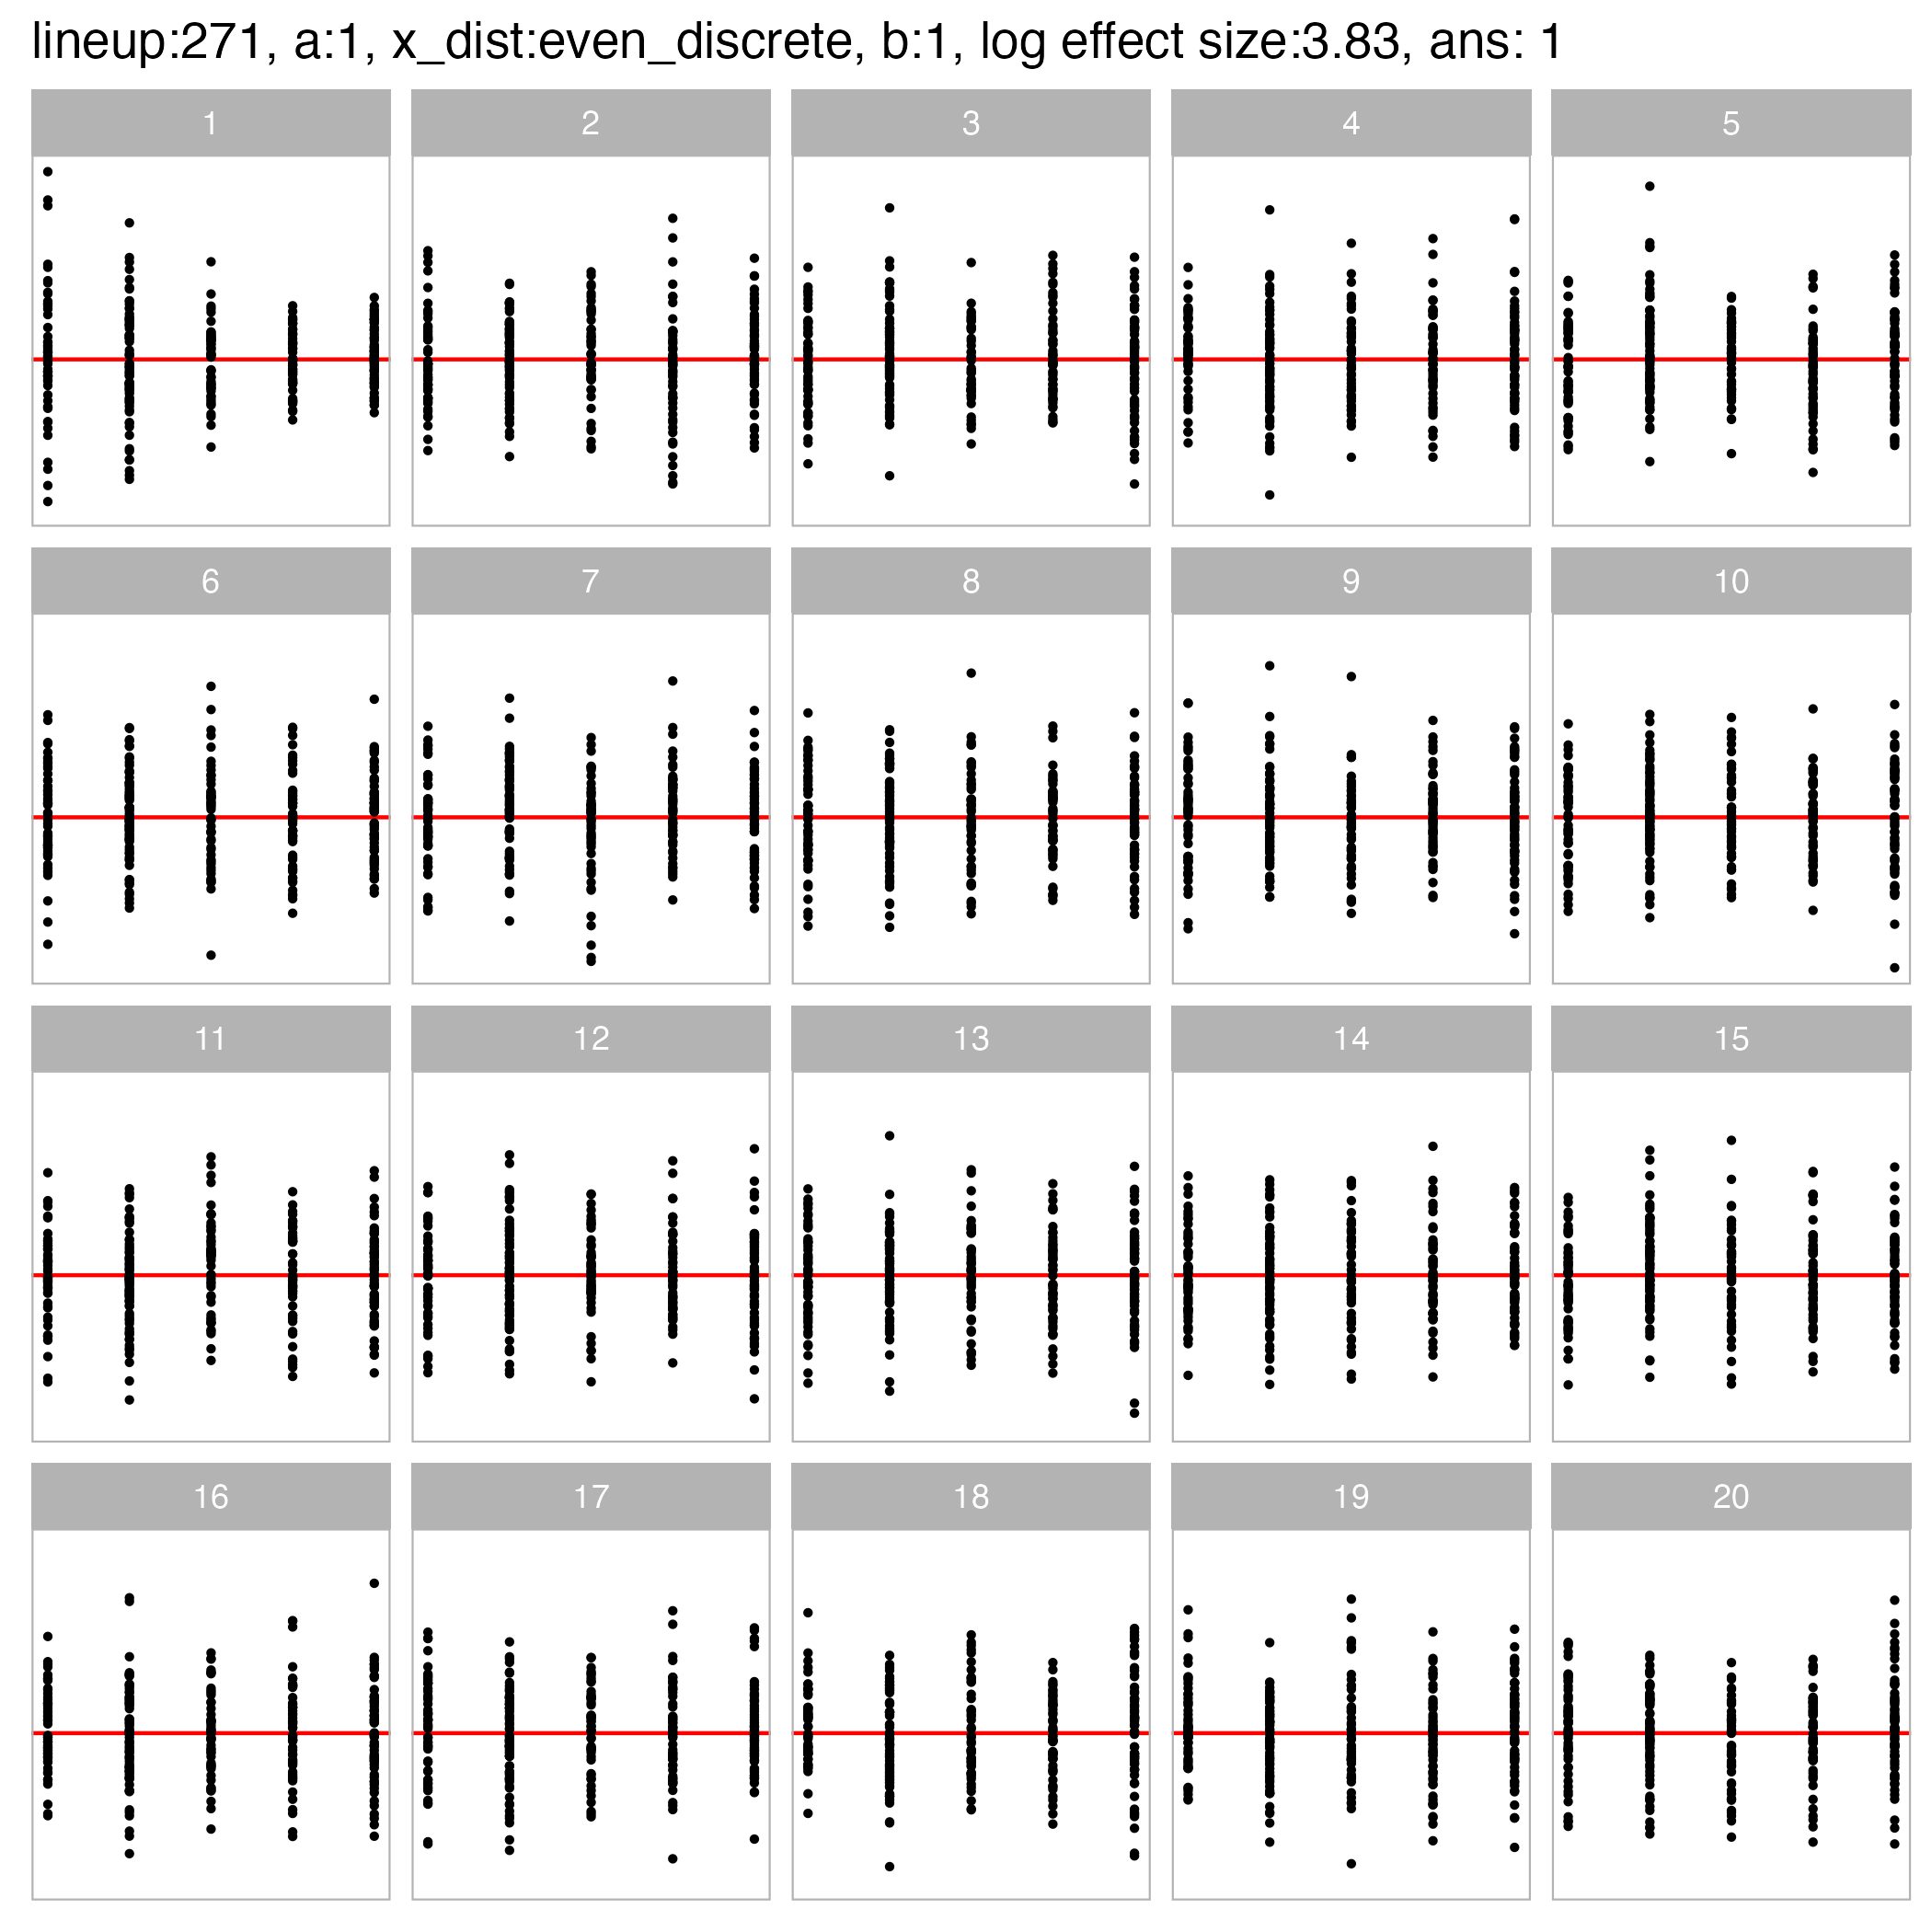 lineup:271, a:1, x_dist:even_discrete, b:1, log effect size:3.83, ans: 1
1 2 3 4 5
6 7 8 9 10
11 12 13 14 15
16 17 18 19 20